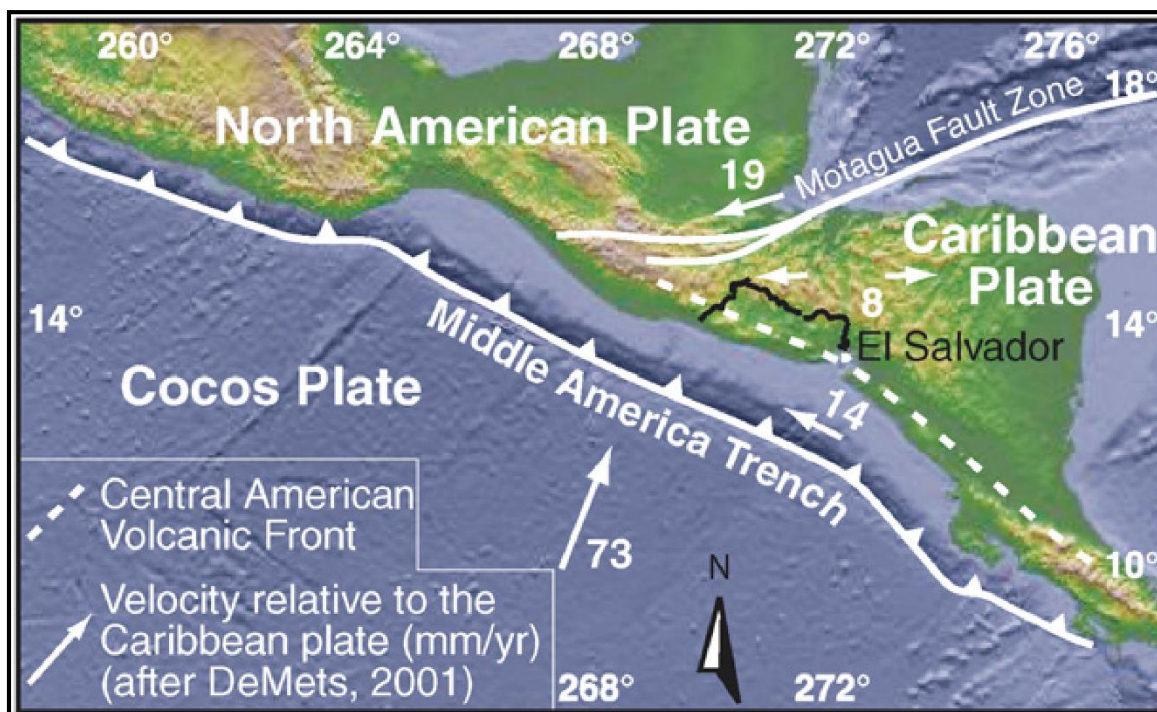 260° 264° 268° 272° 276°
18°
North American Plate
Motagua Fault Zone
19
Caribbean
Plate
8
14°
14°
El Salvador
Middle America Trench
Cocos Plate
14
Central American
Volcanic Front
73
N
10°
Velocity relative to the
Caribbean plate (mm/yr)
(after DeMets, 2001)
268° 272°